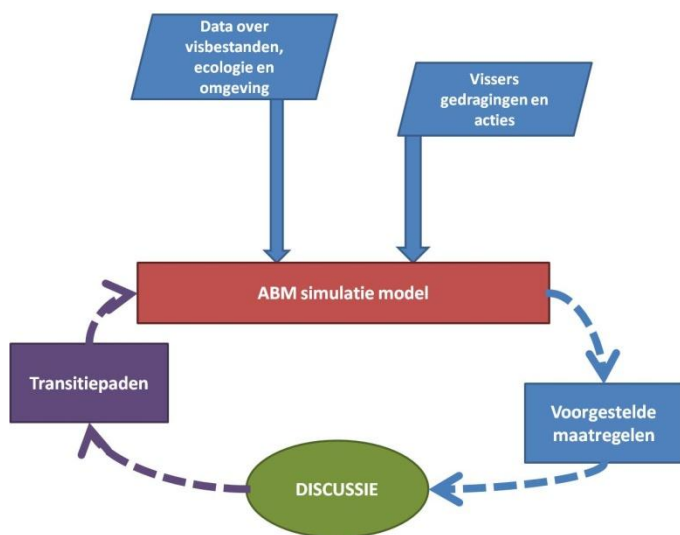 Data over
visbestanden,
ecologie en
omgeving
Vissers
gedragingen en
acties
ABM simulatie model
Transitiepaden
Voorgestelde
maatregelen
DISCUSSIE